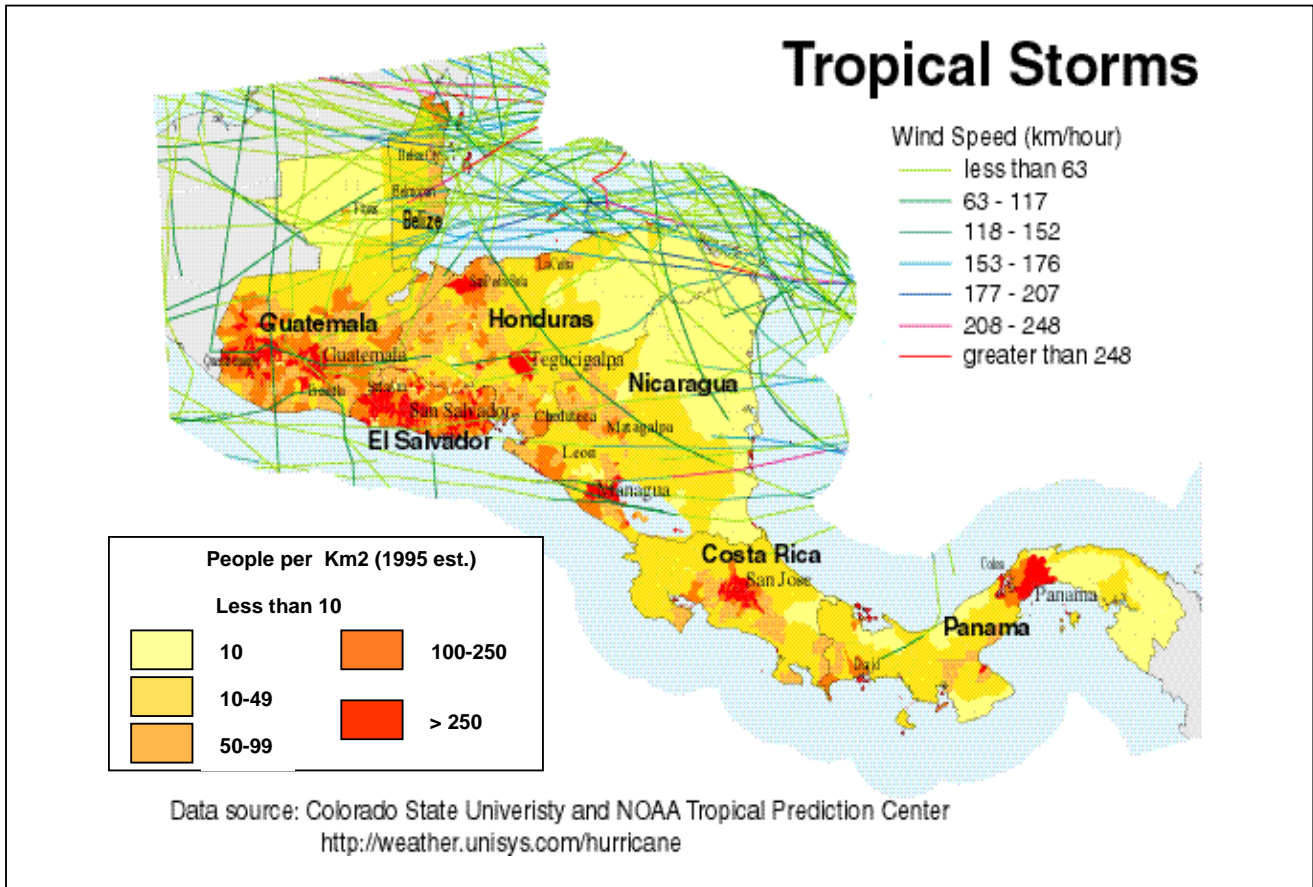 Tropical Storms
Wind Speed (km/hour)
less than 63
63 - 117
118 - 152
153 - 176
177 - 207
208 - 248
greater than 248
Belize
Guatemala
Honduras
Guatemala
Tegucigalpa
Nicaragua
San Salvador
El Salvador
Matagalpa
Leon
Managua
Costa Rica
San Jose
Colon
Panama
Panama
David
People per Km2 (1995 est.)
Less than 10
10
10-49
50-99
100-250
> 250
Data source: Colorado State Univeristy and NOAA Tropical Prediction Center
http://weather.unisys.com/hurricane